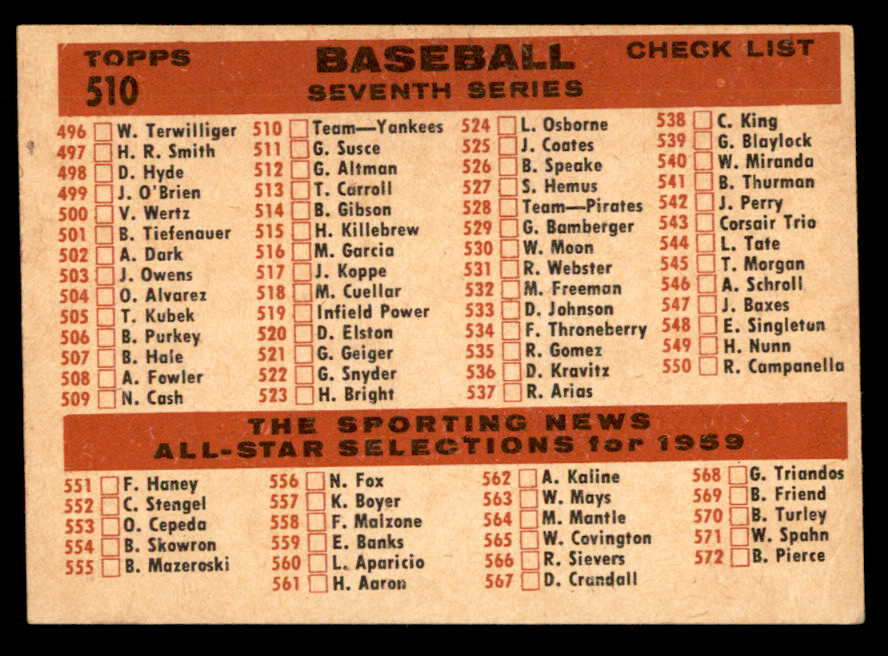 TOPPS
510
BASEBALL
SEVENTH SERIES
CHECK LIST
496 W. Terwilliger
497 H. R. Smith
498 D. Hyde
499 J. O'Brien
500 V. Wertz
501 B. Tiefenauer
502 A. Dark
503 J. Owens
504 O. Alvarez
505 T. Kubek
506 B. Purkey
507 B. Hale
508 A. Fowler
509 N. Cash
510 Team—Yankees
511 G. Susce
512 G. Altman
513 T. Carroll
514 B. Gibson
515 H. Killebrew
516 M. Garcia
517 J. Koppe
518 M. Cuellar
519 Infield Power
520 D. Elston
521 G. Geiger
522 G. Snyder
523 H. Bright
524 L. Osborne
525 J. Coates
526 B. Speake
527 S. Hemus
528 Team—Pirates
529 G. Bamberger
530 W. Moon
531 R. Webster
532 M. Freeman
533 D. Johnson
534 F. Throneberry
535 R. Gomez
536 D. Kravitz
537 R. Arias
538 C. King
539 G. Blaylock
540 W. Miranda
541 B. Thurman
542 J. Perry
543 Corsair Trio
544 L. Tate
545 T. Morgan
546 A. Schroll
547 J. Baxes
548 E. Singleton
549 H. Nunn
550 R. Campanella
THE SPORTING NEWS
ALL-STAR SELECTIONS for 1959
551 F. Haney
552 C. Stengel
553 O. Cepeda
554 B. Skowron
555 B. Mazeroski
556 N. Fox
557 K. Boyer
558 F. Malzone
559 E. Banks
560 L. Aparicio
561 H. Aaron
562 A. Kaline
563 W. Mays
564 M. Mantle
565 W. Covington
566 R. Sievers
567 D. Crandall
568 G. Triandos
569 B. Friend
570 B. Turley
571 W. Spahn
572 B. Pierce